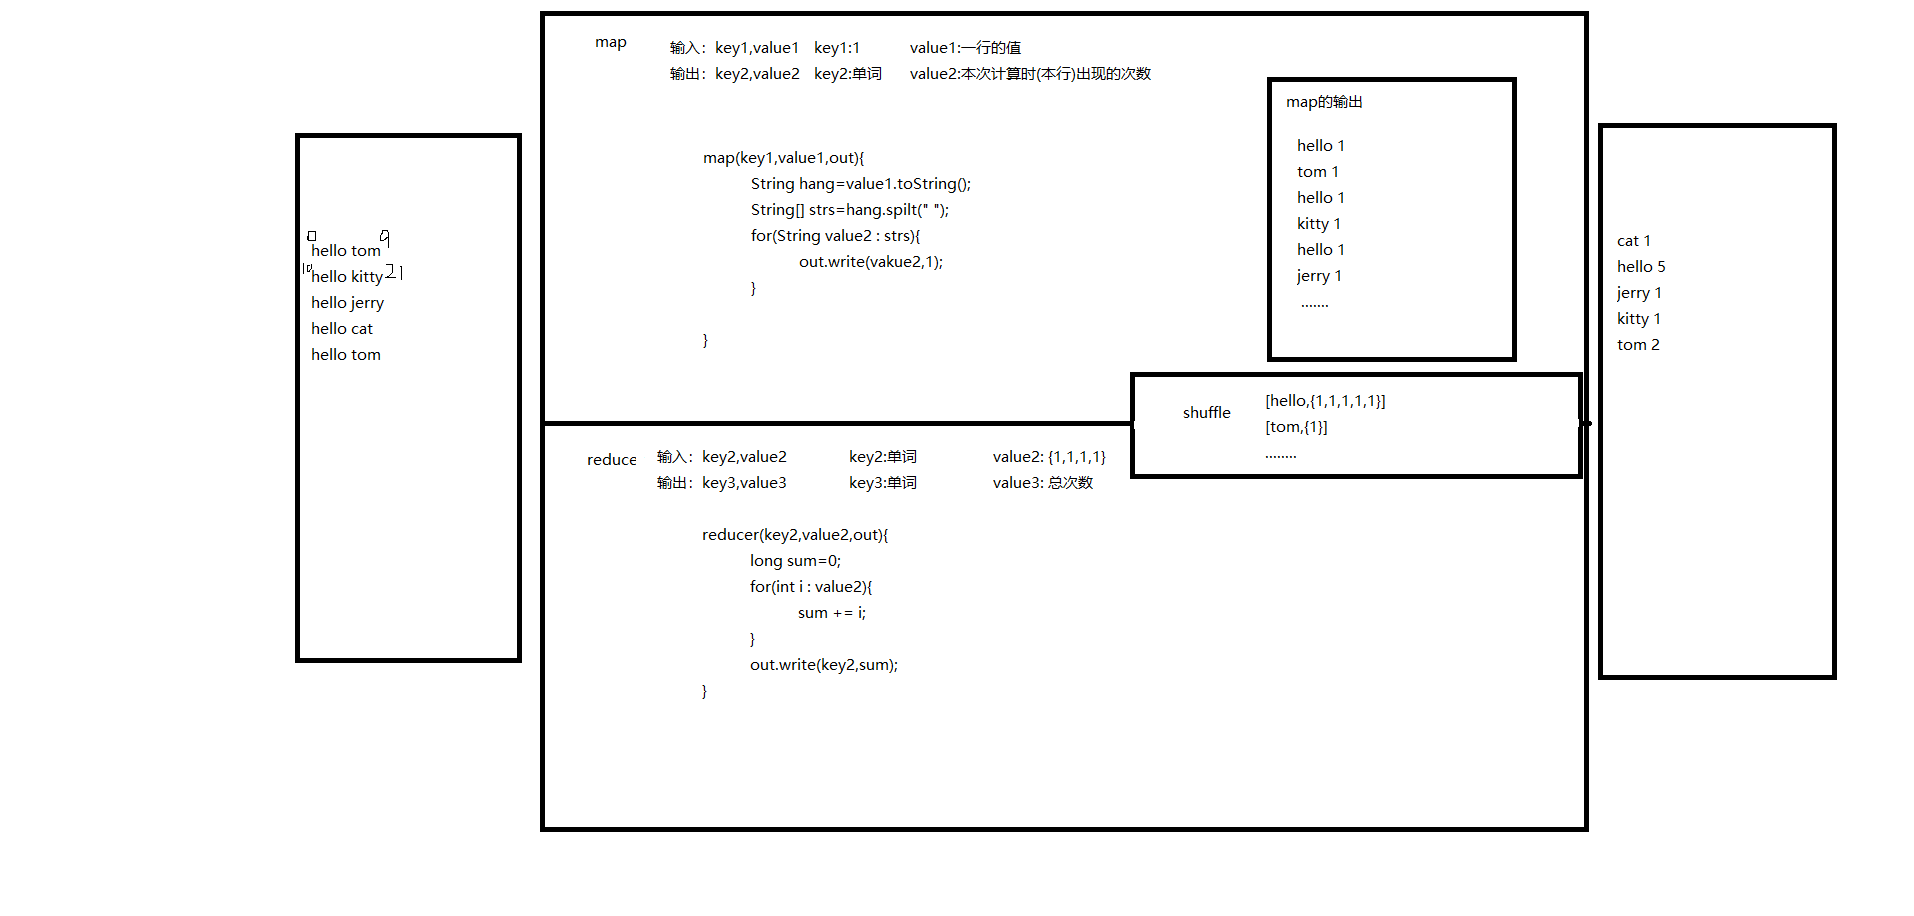 hello tom
hello kitty
hello jerry
hello cat
hello tom
0
9
10
21
map
输入：key1,value1 key1:1 value1:一行的值
输出：key2,value2 key2:单词 value2:本次计算时(本行)出现的次数
map(key1,value1,out){
String hang=value1.toString();
String[] strs=hang.spilt(" ");
for(String value2 : strs){
out.write(vakue2,1);
}
}
map的输出
hello 1
tom 1
hello 1
kitty 1
hello 1
jerry 1
.......
shuffle
[hello,{1,1,1,1,1}]
[tom,{1}]
........
reduce
输入：key2,value2 key2:单词 value2: {1,1,1,1}
输出：key3,value3 key3:单词 value3: 总次数
reducer(key2,value2,out){
long sum=0;
for(int i : value2){
sum += i;
}
out.write(key2,sum);
}
cat 1
hello 5
jerry 1
kitty 1
tom 2